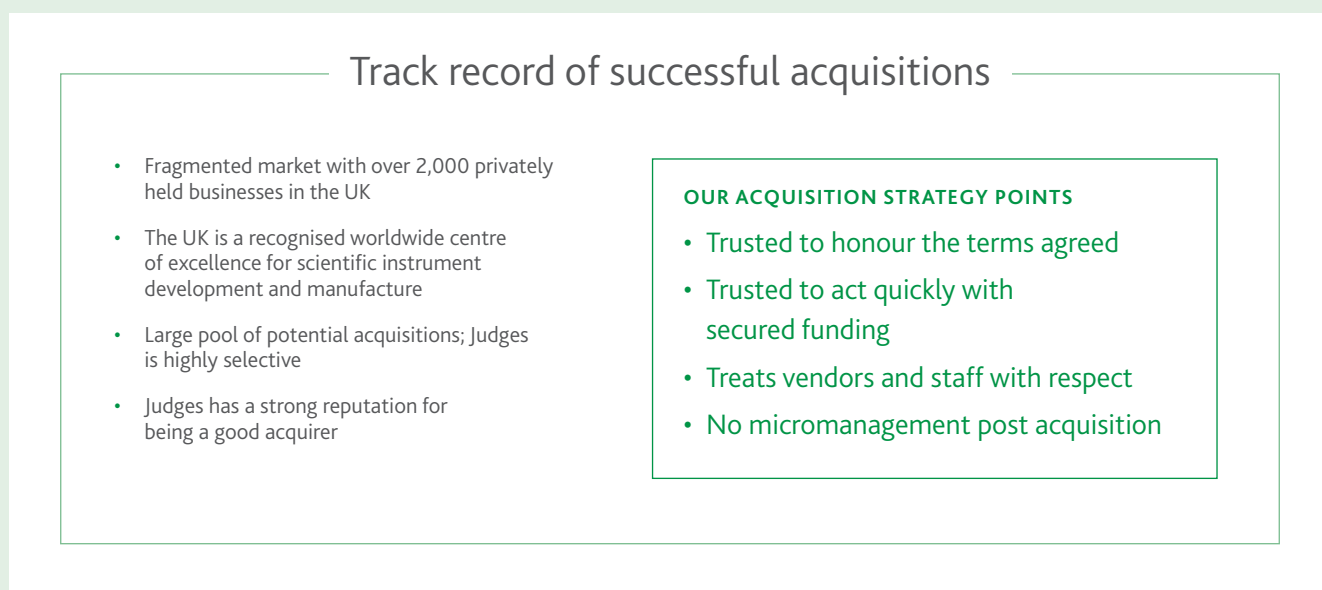 Track record of successful acquisitions
• Fragmented market with over 2,000 privately
held businesses in the UK
• The UK is a recognised worldwide centre
of excellence for scientific instrument
development and manufacture
• Large pool of potential acquisitions; Judges
is highly selective
• Judges has a strong reputation for
being a good acquirer
OUR ACQUISITION STRATEGY POINTS
• Trusted to honour the terms agreed
• Trusted to act quickly with
secured funding
• Treats vendors and staff with respect
• No micromanagement post acquisition